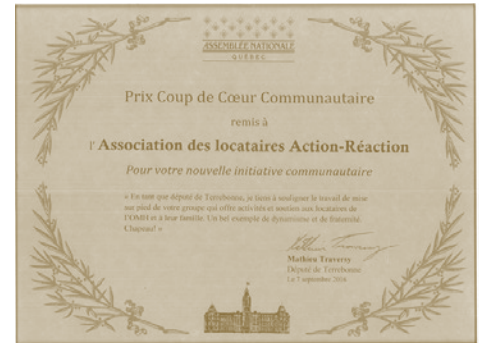 ASSEMBLÉE NATIONALE
QUÉBEC
Prix Coup de Cœur Communautaire
remis à
l'Association des locataires Action-Réaction
Pour votre nouvelle initiative communautaire
« En tant que député de Terrebonne, je tiens à souligner le travail de mise
sur pied de votre groupe qui offre activités et soutien aux locataires de
l'OMH et à leur famille. Un bel exemple de dynamisme et de fraternité.
Chapeau! »
Mathieu Traversy
Député de Terrebonne
Le 7 septembre 2016